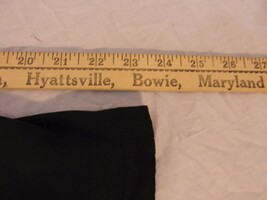 20 21 22 23 24 25 26 27
Hyattsville, Bowie, Maryland